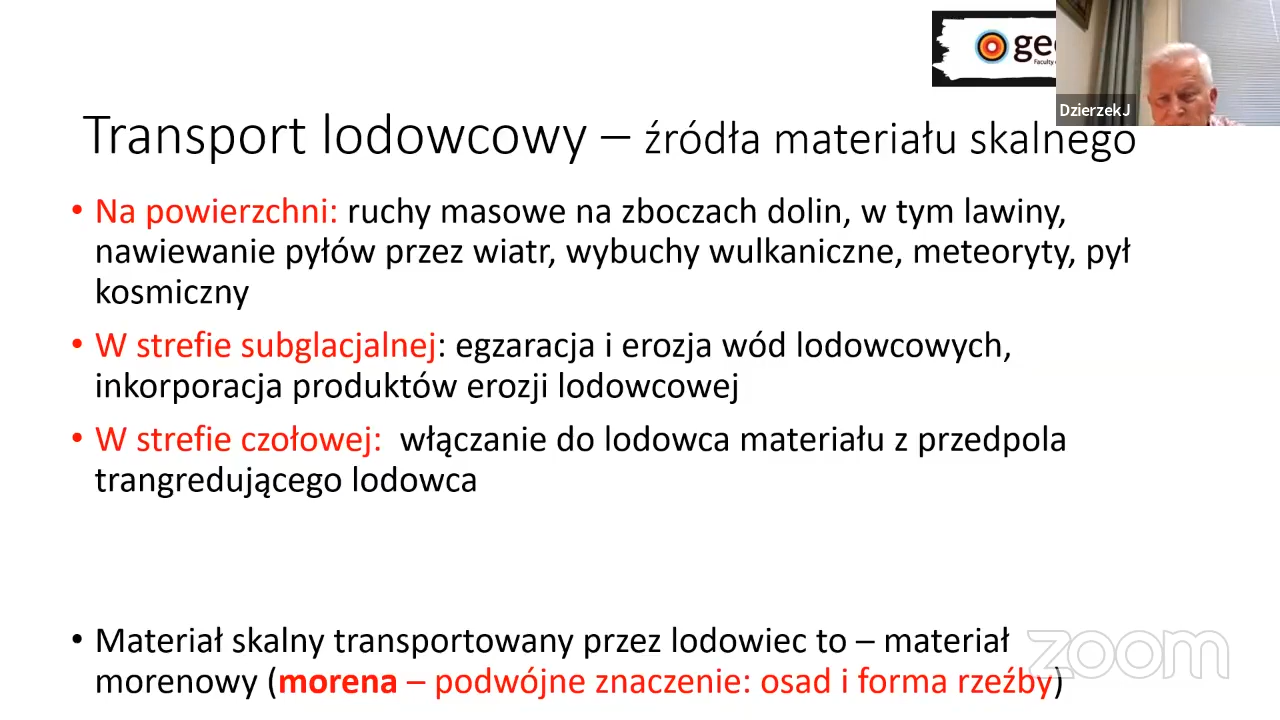 Faculty
DzierzekJ
Transport lodowcowy – źródła materiału skalnego
• Na powierzchni: ruchy masowe na zboczach dolin, w tym lawiny,
nawiewanie pyłów przez wiatr, wybuchy wulkaniczne, meteoryty, pył
kosmiczny
• W strefie subglacjalnej: egzaracja i erozja wód lodowcowych,
inkorporacja produktów erozji lodowcowej
• W strefie czołowej: włączanie do lodowca materiału z przedpola
trangredującego lodowca
• Materiał skalny transportowany przez lodowiec to – materiał
morenowy (morena – podwójne znaczenie: osad i forma rzeźby)
zoom